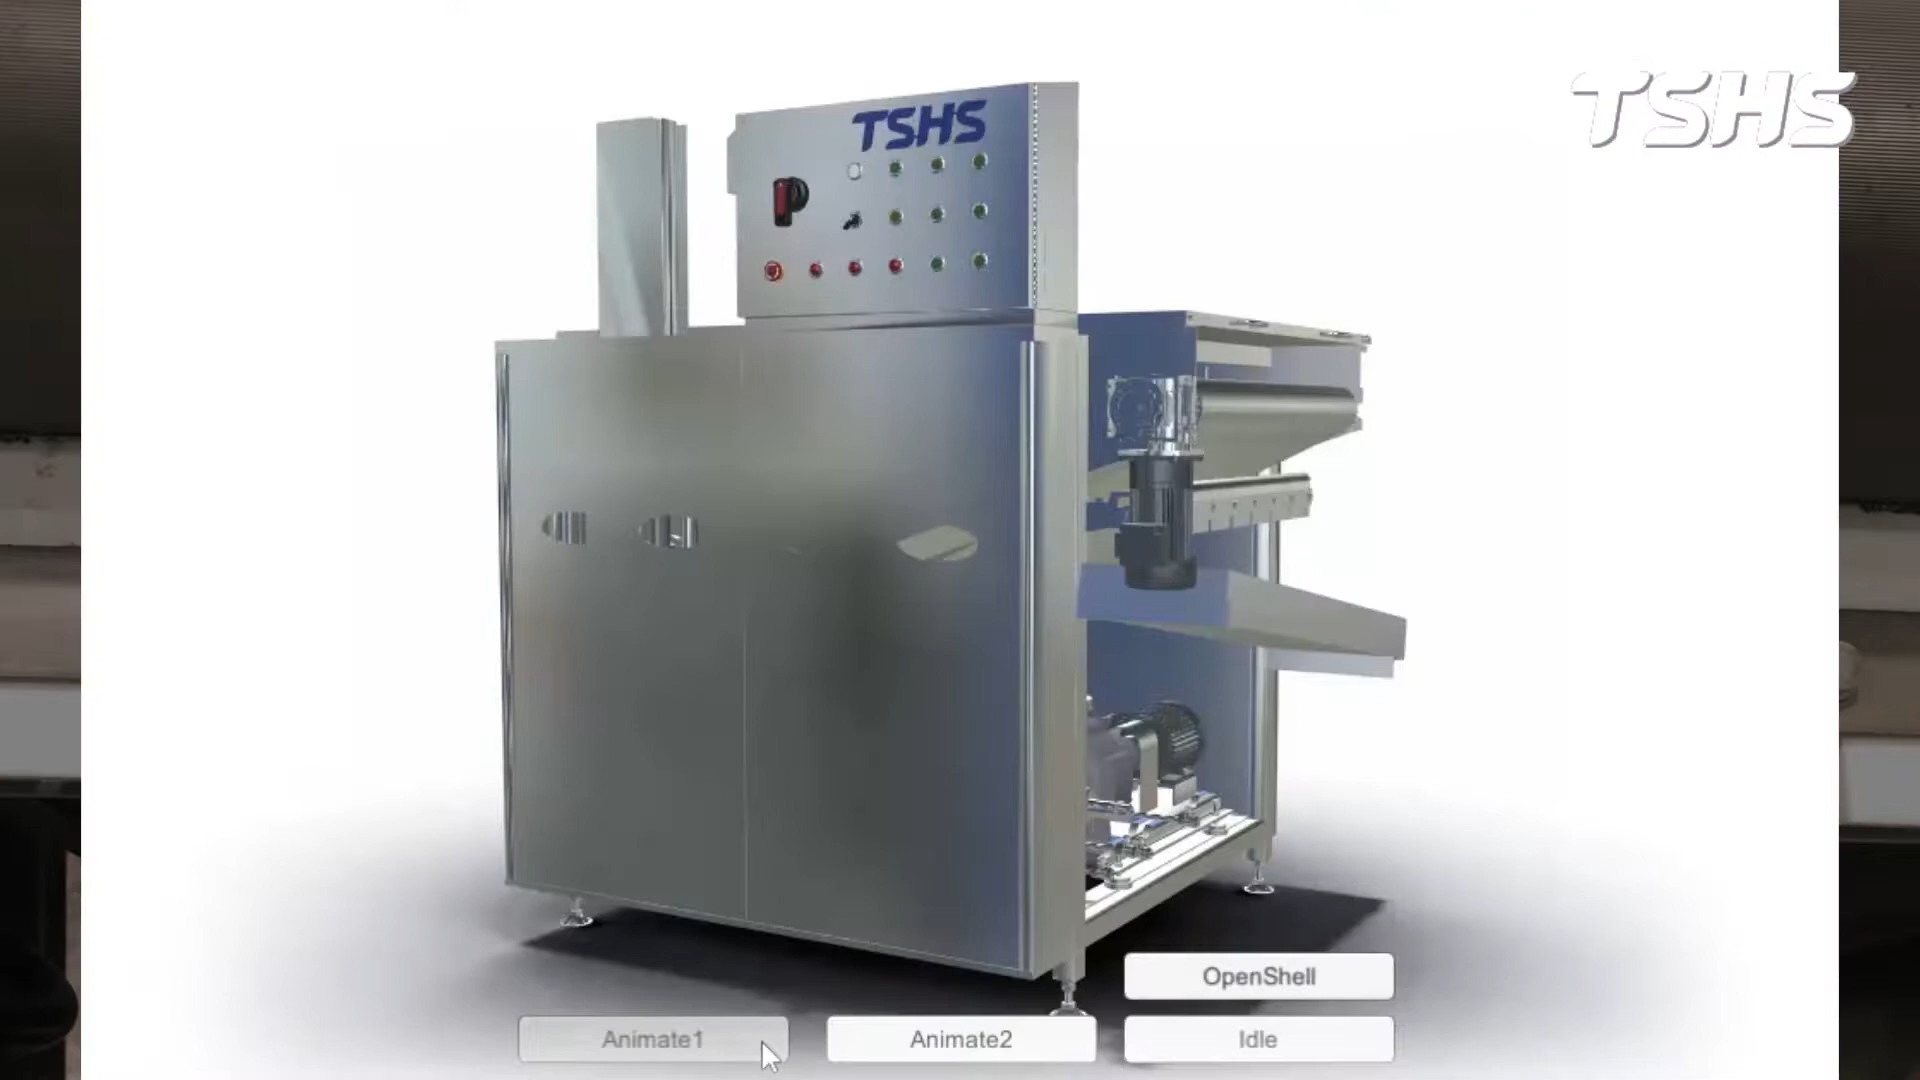 TSHS
TSHS
OpenShell
Animate1
Animate2
Idle